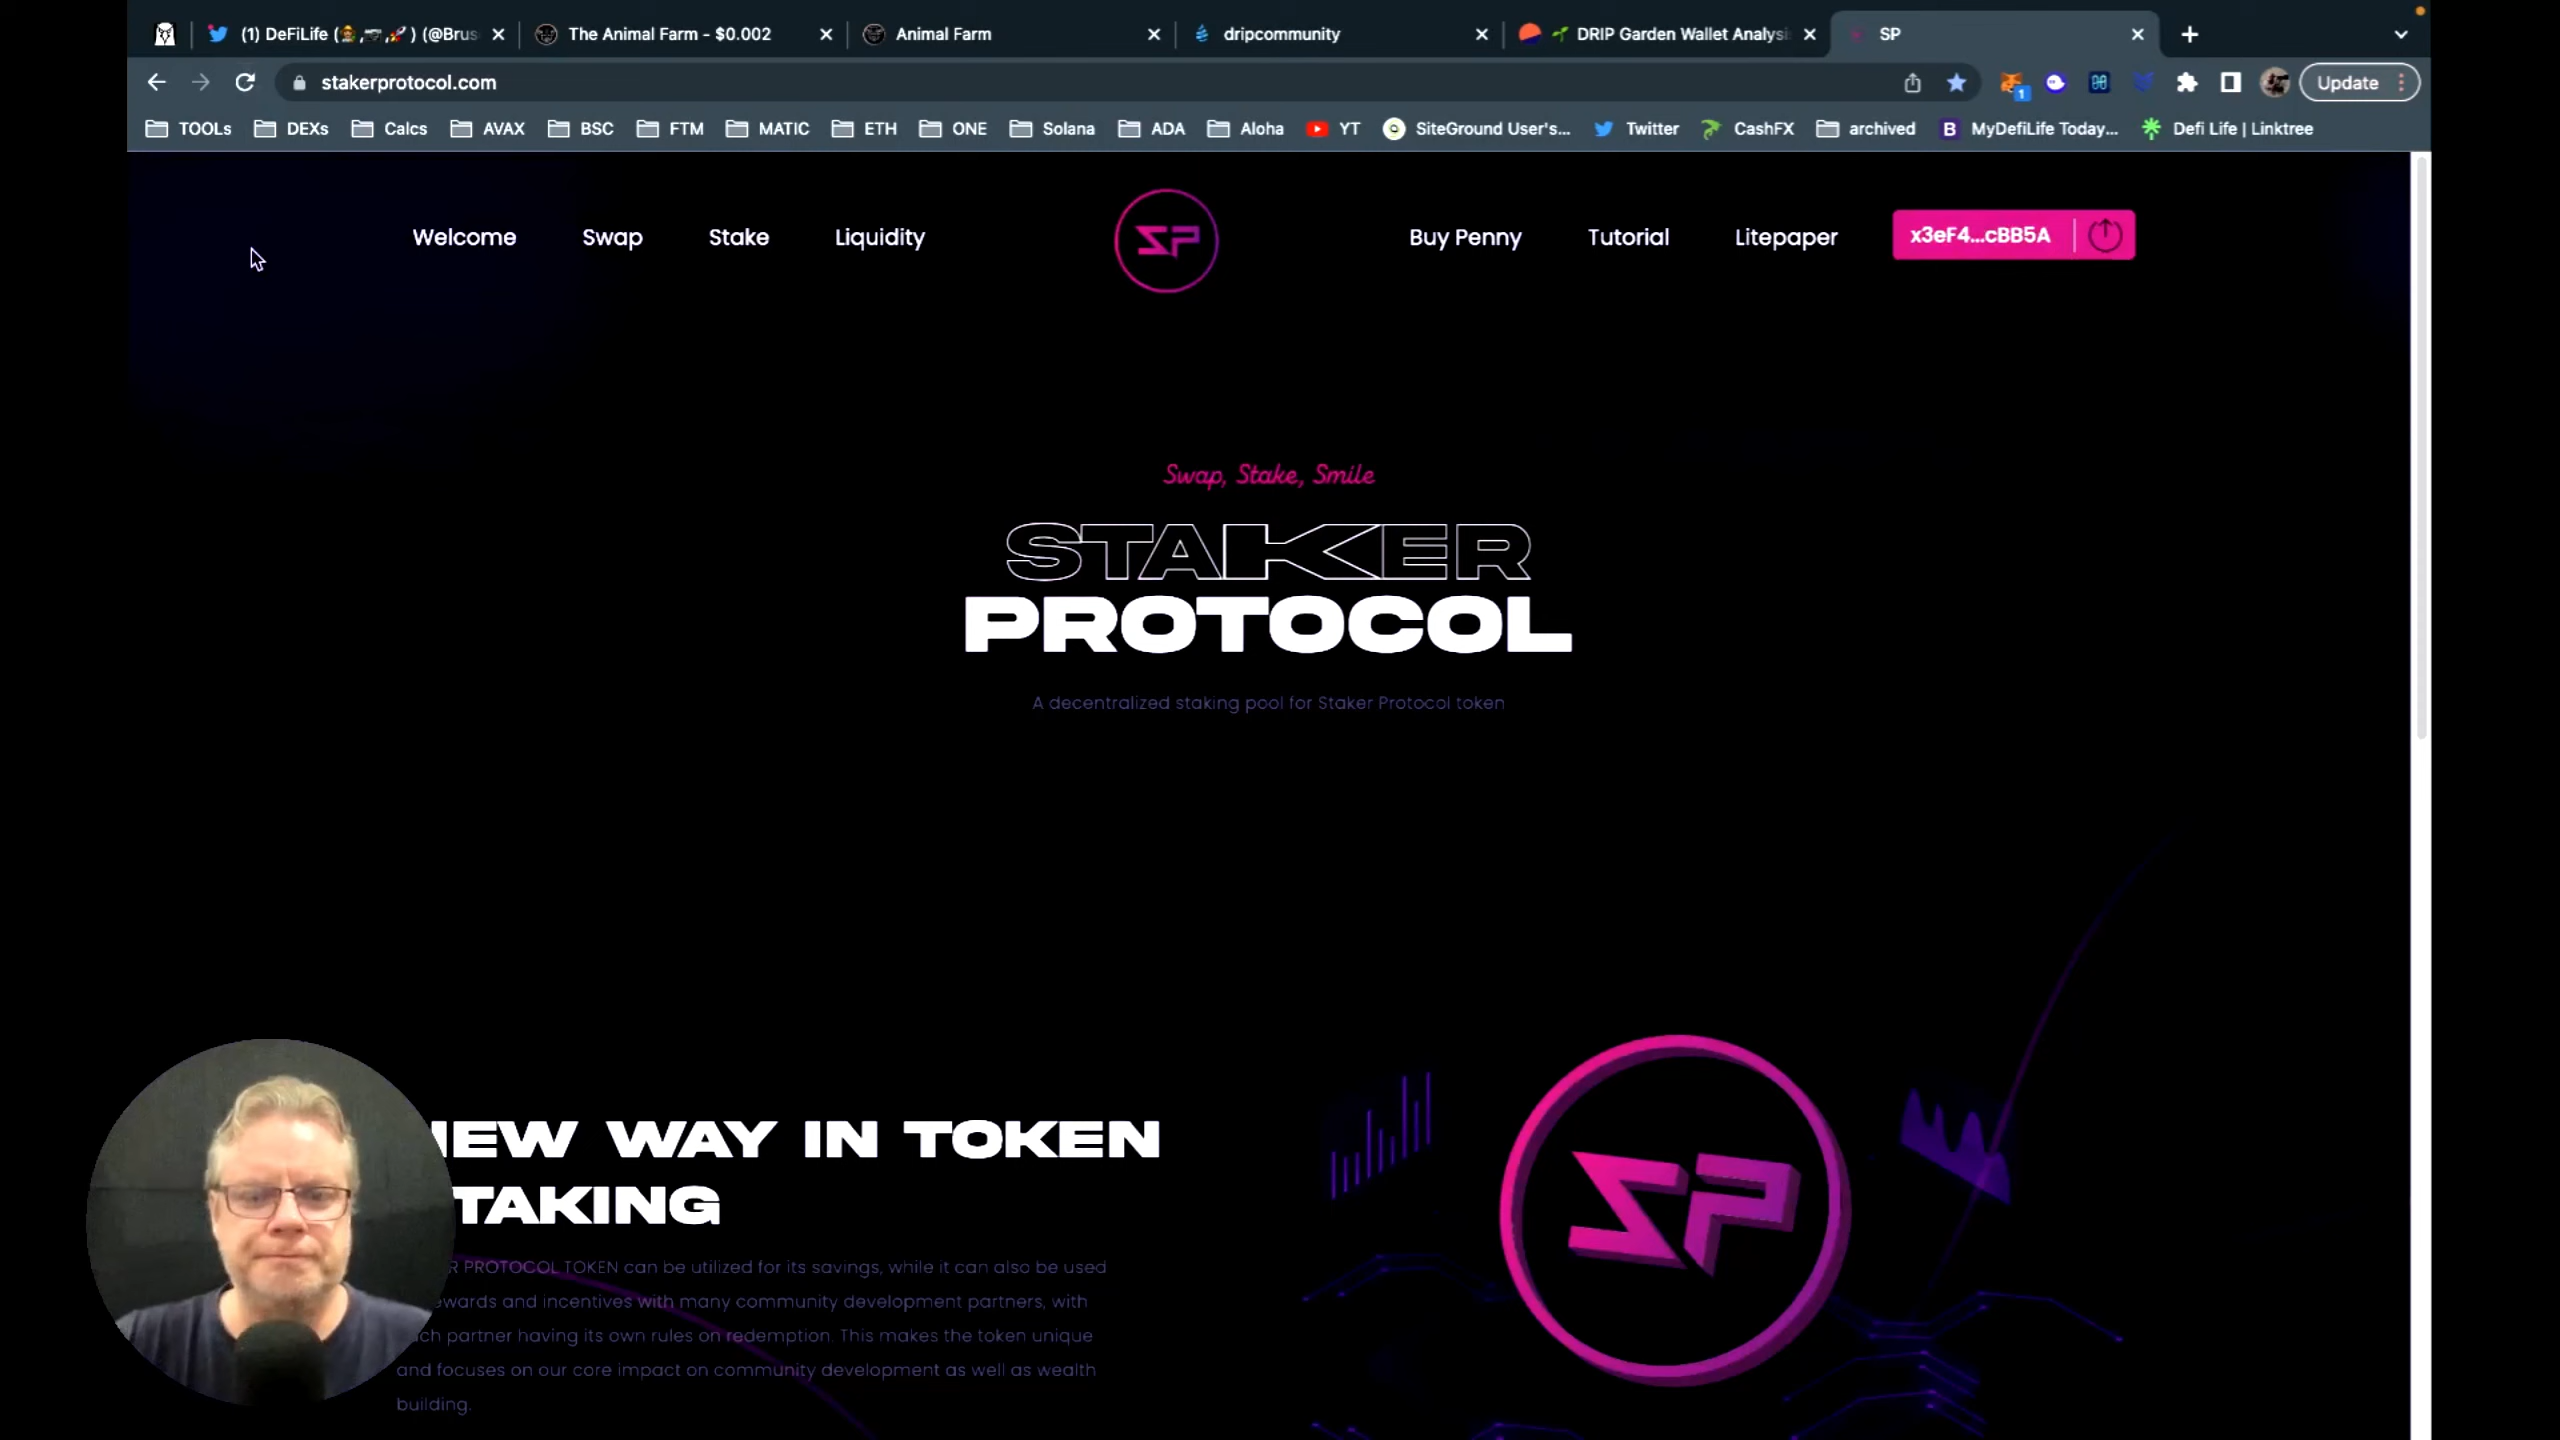 (1) DeFiLife (👩‍🌾,🔫,🚀) (@Brus
The Animal Farm - $0.002
Animal Farm
dripcommunity
🌱 DRIP Garden Wallet Analysi
SP
stakerprotocol.com
1
Update
TOOLs
DEXs
Calcs
AVAX
BSC
FTM
MATIC
ETH
ONE
Solana
ADA
Aloha
YT
SiteGround User's...
Twitter
CashFX
archived
B
MyDefiLife Today...
Defi Life | Linktree
Welcome
Swap
Stake
Liquidity
SP
Buy Penny
Tutorial
Litepaper
x3eF4...cBB5A
Swap, Stake, Smile
STAKER
PROTOCOL
A decentralized staking pool for Staker Protocol token
EW WAY IN TOKEN
TAKING
R PROTOCOL TOKEN can be utilized for its savings, while it can also be used
ewards and incentives with many community development partners, with
ch partner having its own rules on redemption. This makes the token unique
and focuses on our core impact on community development as well as wealth
building.
SP